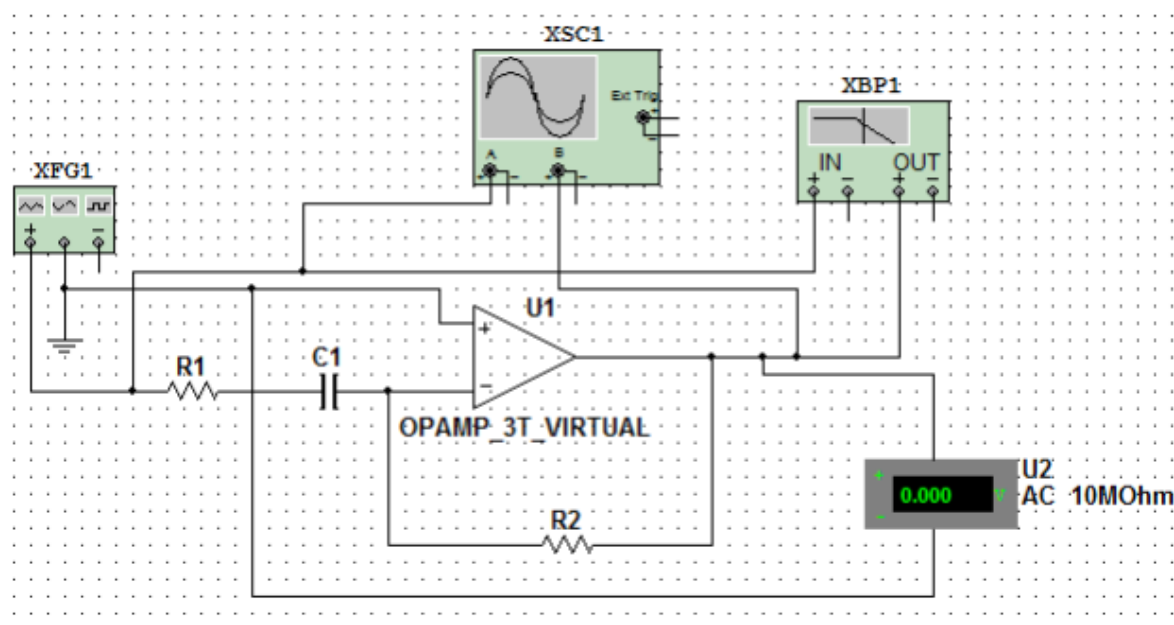 XSC1
Ext Trig
+
−
A
B
+ − + −
XBP1
IN OUT
+ − + −
XFG1
+ −
U1
+
−
R1
C1
OPAMP_3T_VIRTUAL
R2
+
0.000 V
−
U2
AC 10MOhm